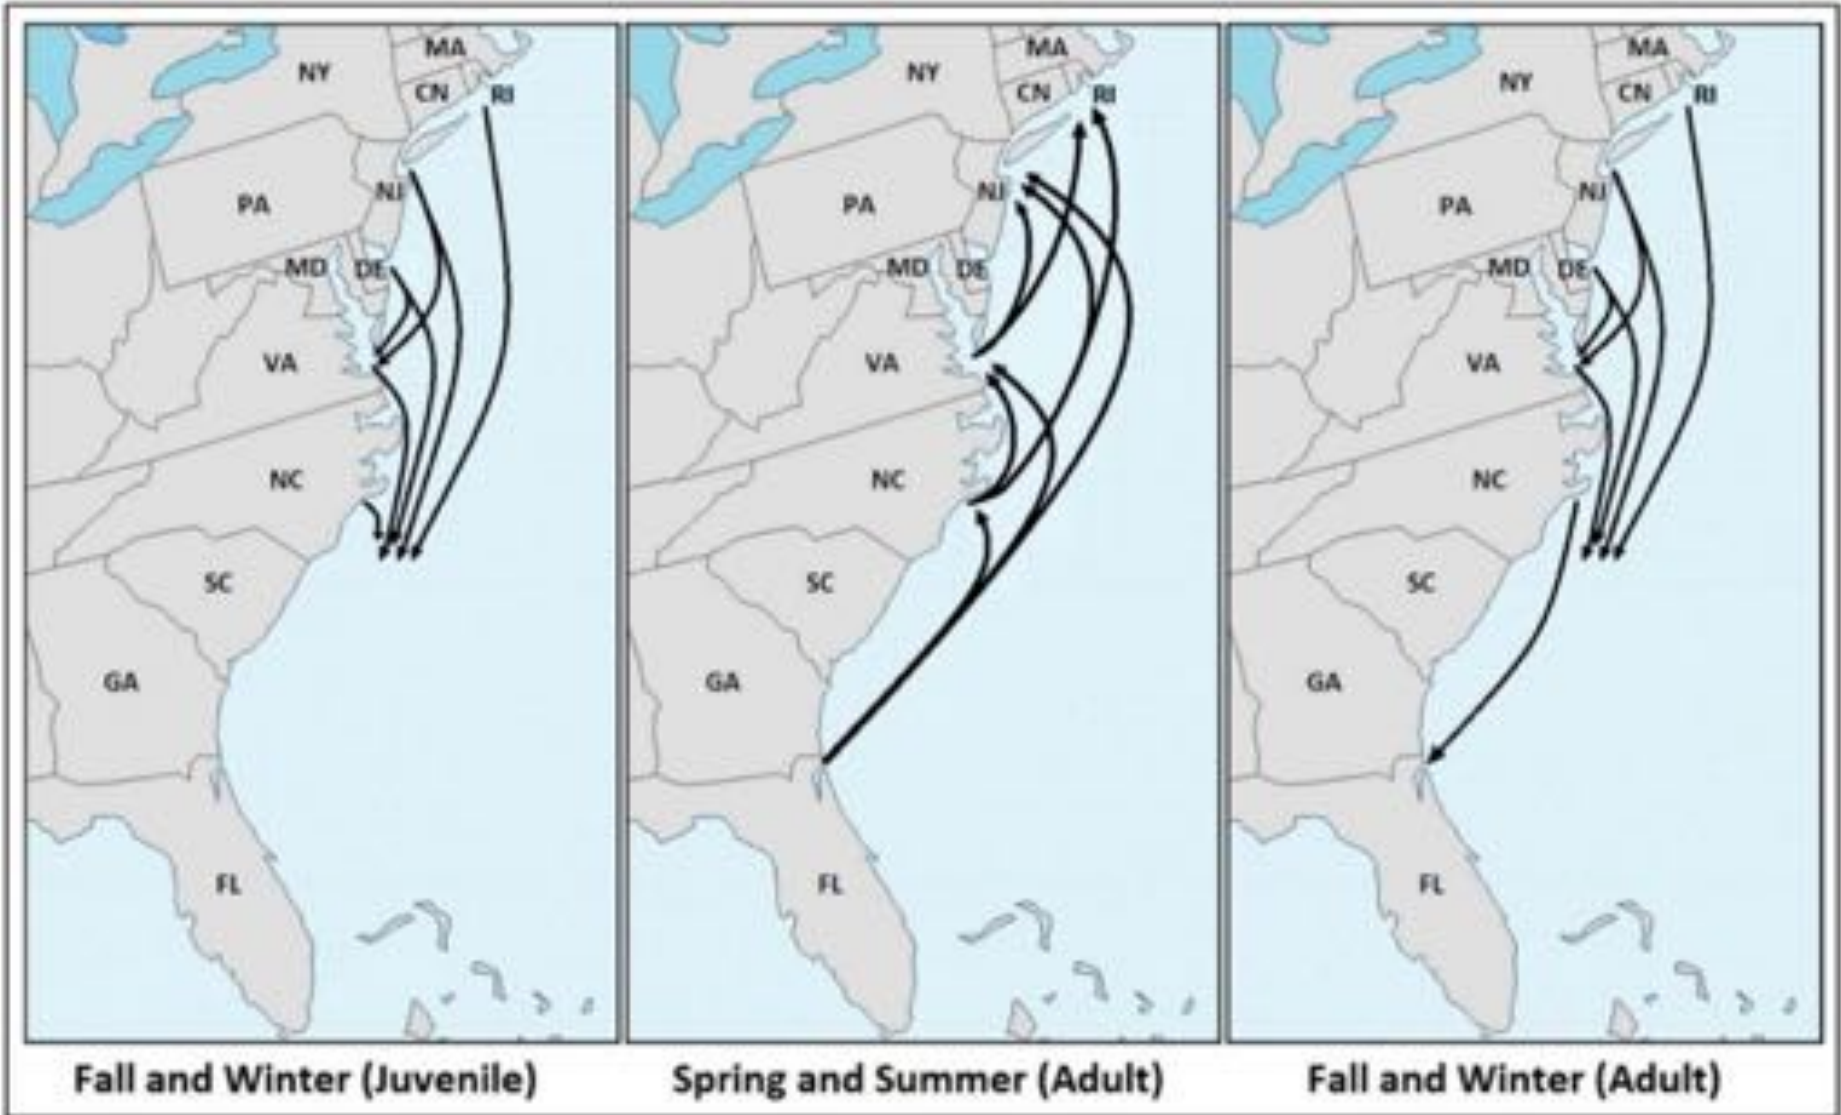 MA
NY
CN
RI
NJ
PA
MD
DE
VA
NC
SC
GA
FL
Fall and Winter (Juvenile)
MA
NY
CN
RI
NJ
PA
MD
DE
VA
NC
SC
GA
FL
Spring and Summer (Adult)
MA
NY
CN
RI
NJ
PA
MD
DE
VA
NC
SC
GA
FL
Fall and Winter (Adult)